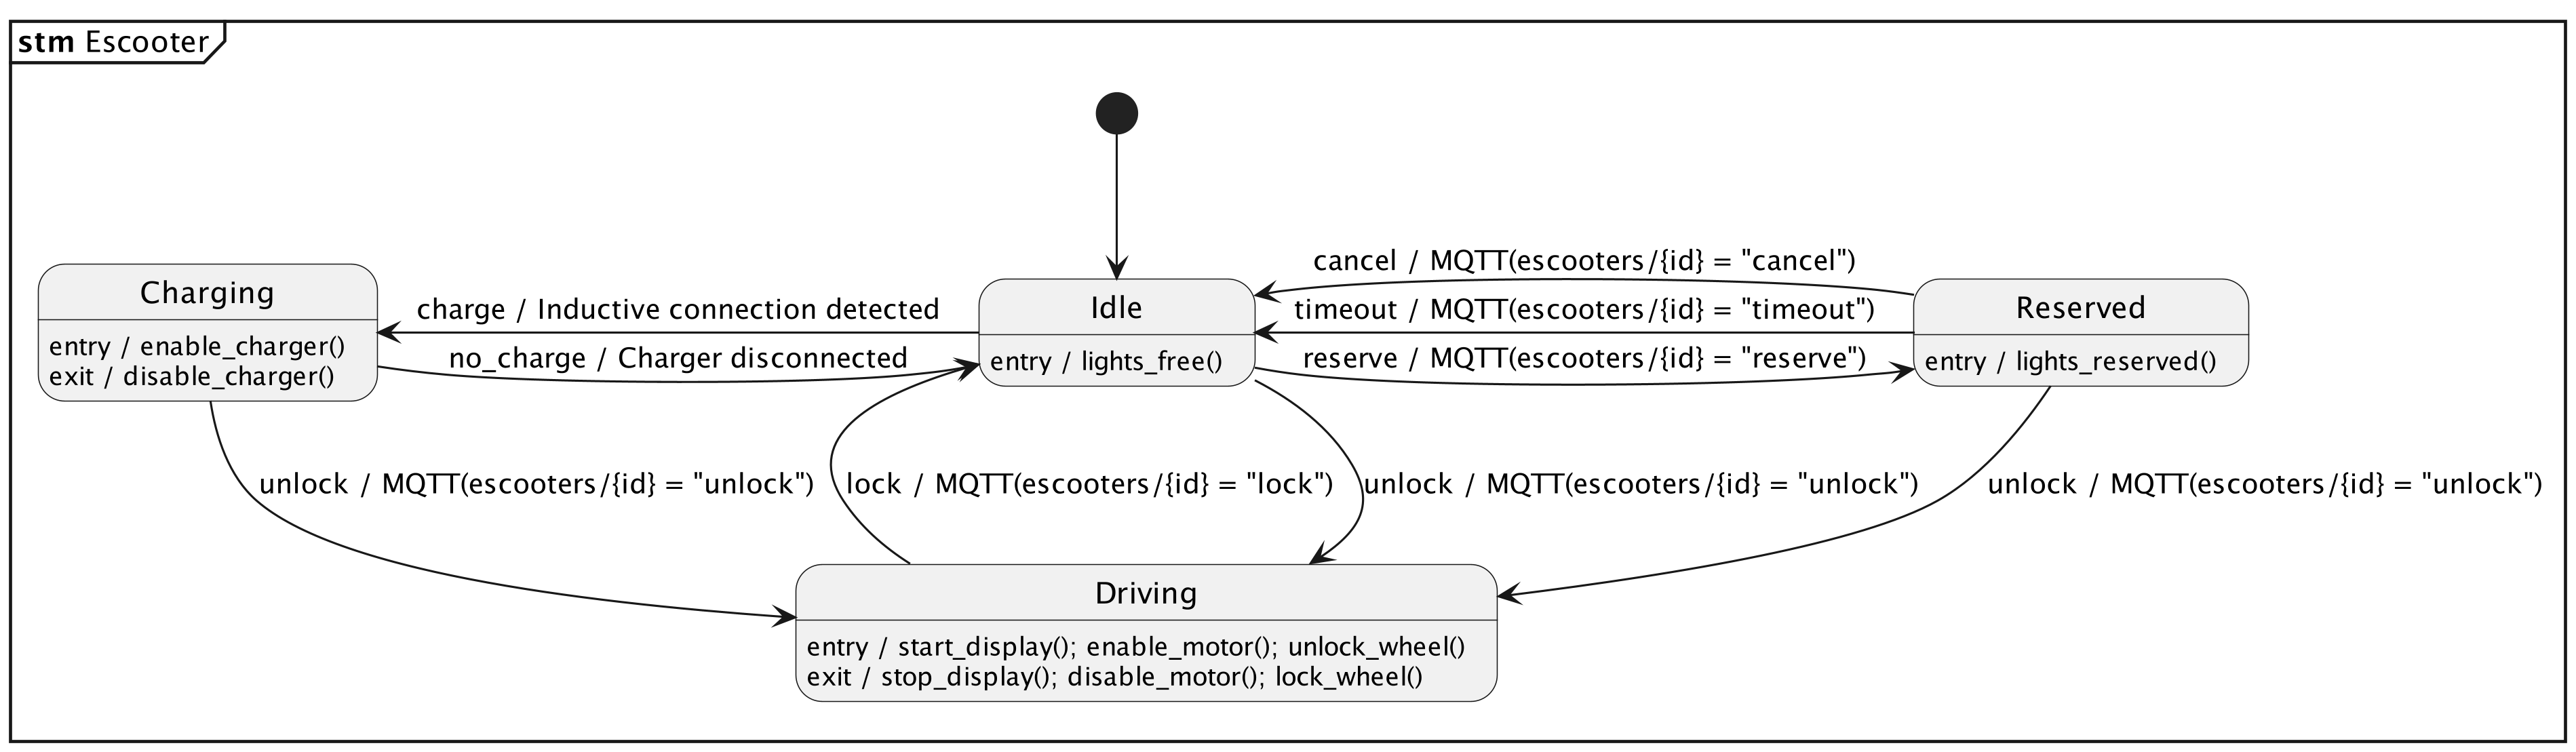 stm Escooter
cancel / MQTT(escooters/{id} = "cancel")
Charging
entry / enable_charger()
exit / disable_charger()
charge / Inductive connection detected
no_charge / Charger disconnected
Idle
entry / lights_free()
timeout / MQTT(escooters/{id} = "timeout")
reserve / MQTT(escooters/{id} = "reserve")
Reserved
entry / lights_reserved()
unlock / MQTT(escooters/{id} = "unlock")
lock / MQTT(escooters/{id} = "lock")
unlock / MQTT(escooters/{id} = "unlock")
unlock / MQTT(escooters/{id} = "unlock")
Driving
entry / start_display(); enable_motor(); unlock_wheel()
exit / stop_display(); disable_motor(); lock_wheel()